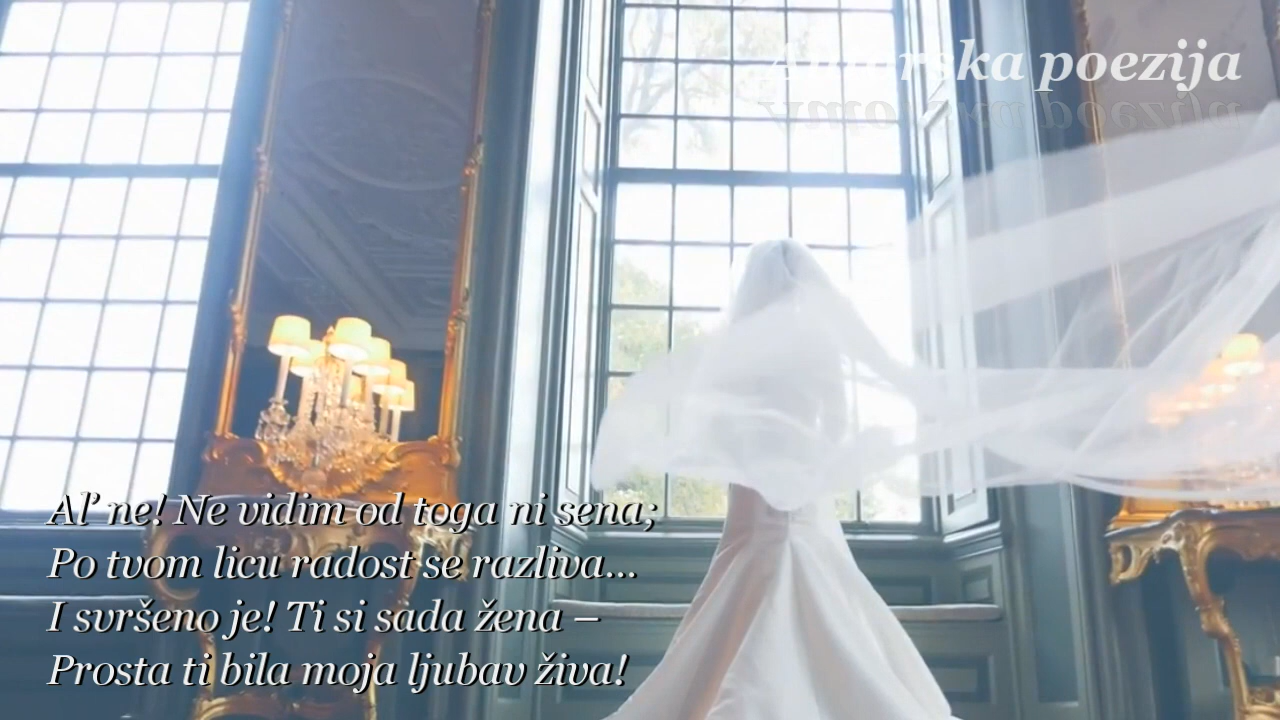 Autorska poezija
Al’ ne! Ne vidim od toga ni sena;
Po tvom licu radost se razliva...
I svršeno je! Ti si sada žena –
Prosta ti bila moja ljubav živa!